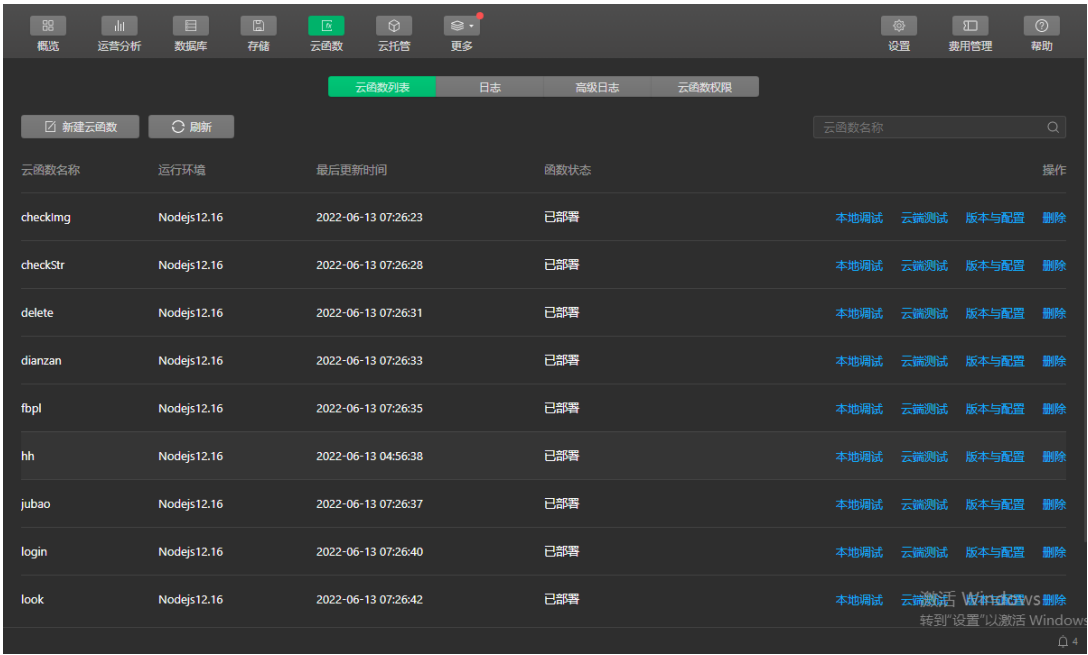 概览 运营分析 数据库 存储 云函数 云托管 更多 设置 费用管理 帮助
云函数列表 日志 高级日志 云函数权限
新建云函数 刷新 云函数名称
云函数名称 运行环境 最后更新时间 函数状态 操作
checkImg Nodejs12.16 2022-06-13 07:26:23 已部署 本地调试 云端测试 版本与配置 删除
checkStr Nodejs12.16 2022-06-13 07:26:28 已部署 本地调试 云端测试 版本与配置 删除
delete Nodejs12.16 2022-06-13 07:26:31 已部署 本地调试 云端测试 版本与配置 删除
dianzan Nodejs12.16 2022-06-13 07:26:33 已部署 本地调试 云端测试 版本与配置 删除
fbpl Nodejs12.16 2022-06-13 07:26:35 已部署 本地调试 云端测试 版本与配置 删除
hh Nodejs12.16 2022-06-13 04:56:38 已部署 本地调试 云端测试 版本与配置 删除
jubao Nodejs12.16 2022-06-13 07:26:37 已部署 本地调试 云端测试 版本与配置 删除
login Nodejs12.16 2022-06-13 07:26:40 已部署 本地调试 云端测试 版本与配置 删除
look Nodejs12.16 2022-06-13 07:26:42 已部署 本地调试 云端测试 版本与配置 删除
激活 Windows
转到"设置"以激活 Windows
4